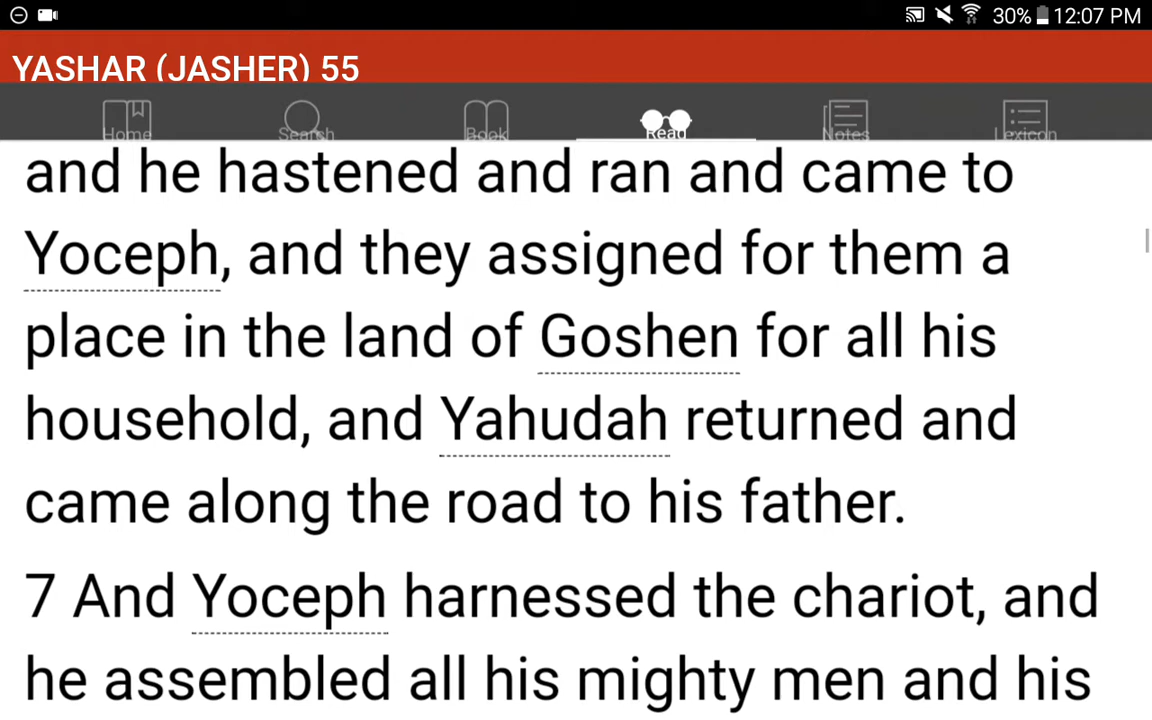 30% 12:07 PM
YASHAR (JASHER) 55
Home Search Book Read Notes Lexicon
and he hastened and ran and came to
Yoceph, and they assigned for them a
place in the land of Goshen for all his
household, and Yahudah returned and
came along the road to his father.
7 And Yoceph harnessed the chariot, and
he assembled all his mighty men and his